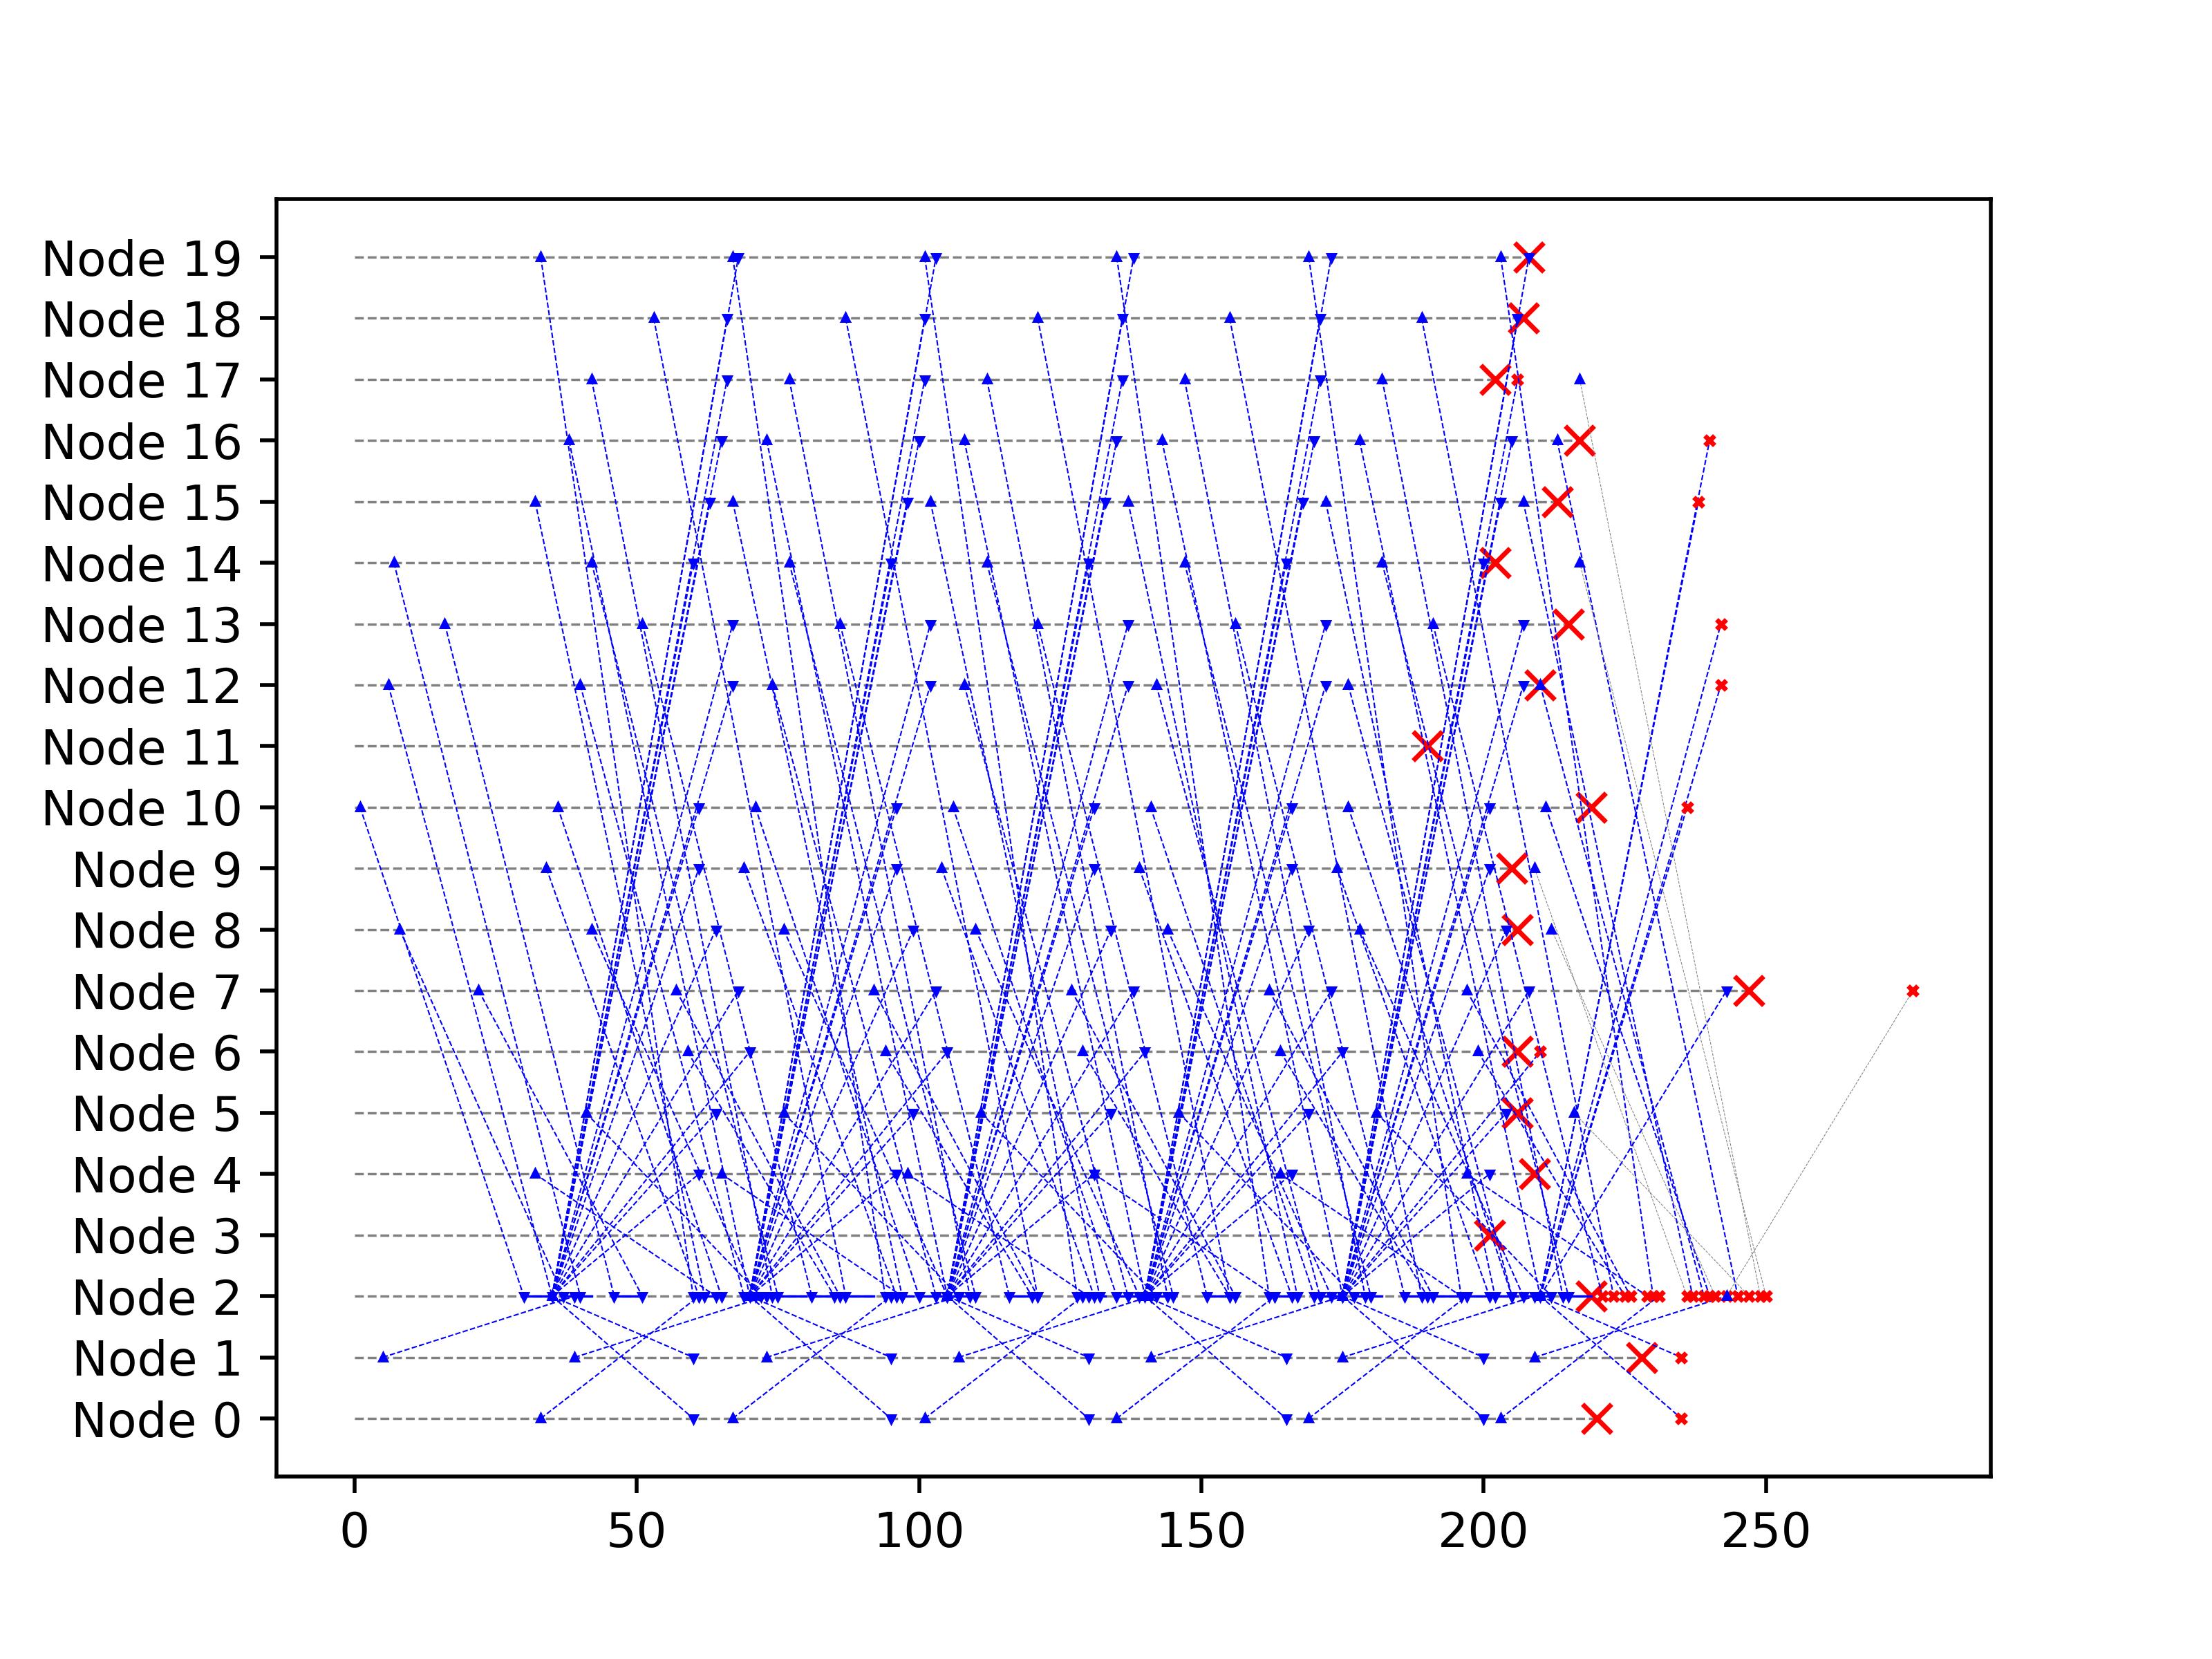 Node 19
Node 18
Node 17
Node 16
Node 15
Node 14
Node 13
Node 12
Node 11
Node 10
Node 9
Node 8
Node 7
Node 6
Node 5
Node 4
Node 3
Node 2
Node 1
Node 0
0 50 100 150 200 250